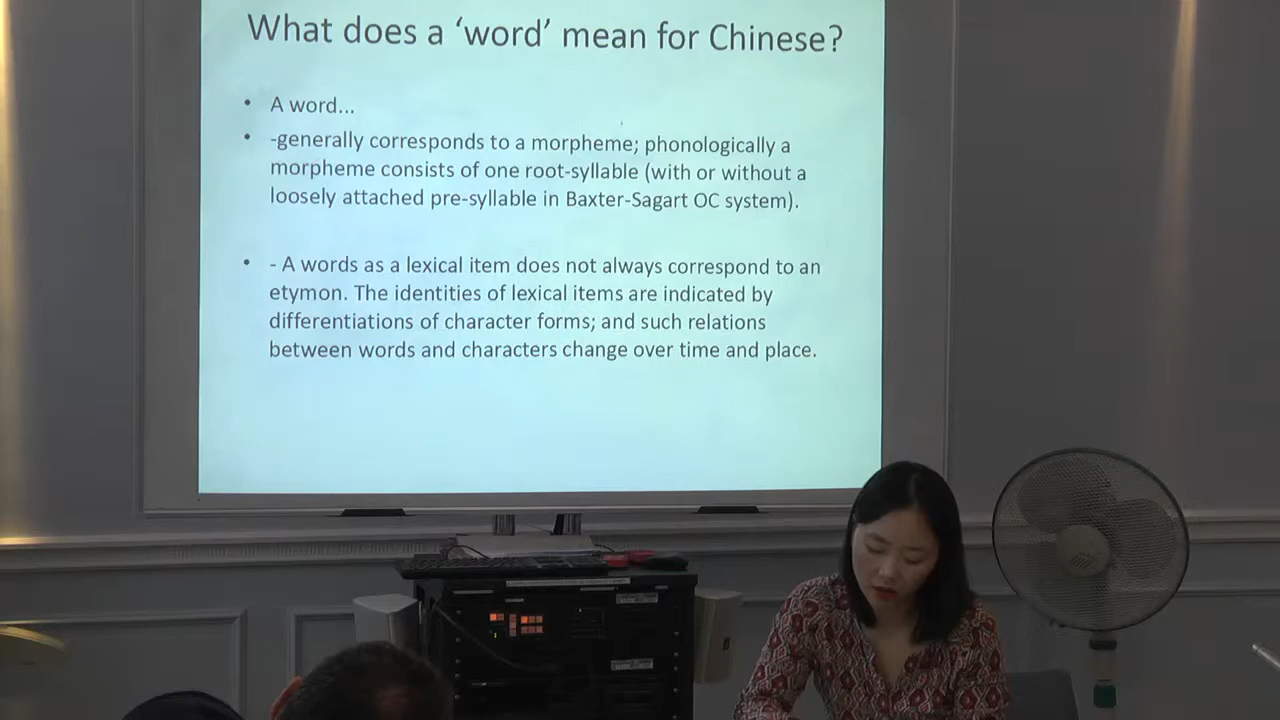 What does a ‘word’ mean for Chinese?
• A word...
• -generally corresponds to a morpheme; phonologically a
morpheme consists of one root-syllable (with or without a
loosely attached pre-syllable in Baxter-Sagart OC system).
• - A words as a lexical item does not always correspond to an
etymon. The identities of lexical items are indicated by
differentiations of character forms; and such relations
between words and characters change over time and place.